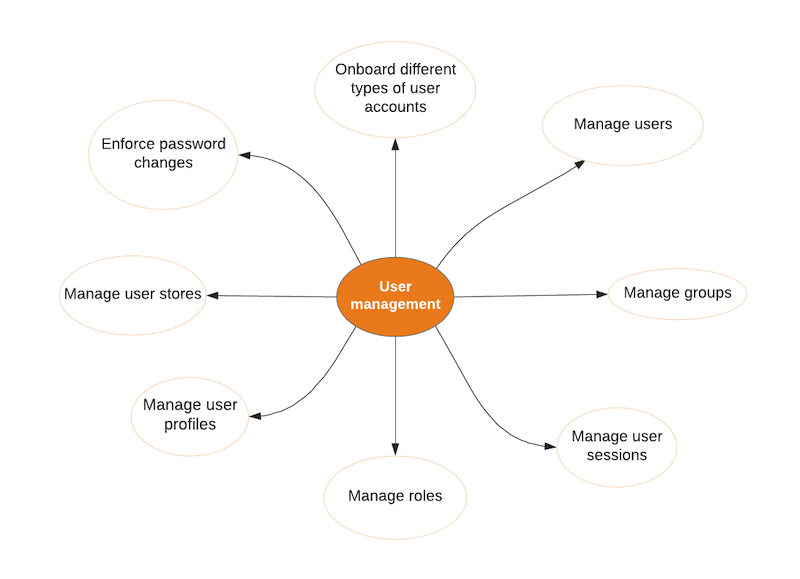 Onboard different
types of user
accounts
Manage users
Enforce password
changes
Manage user stores
User
management
Manage groups
Manage user
profiles
Manage user
sessions
Manage roles